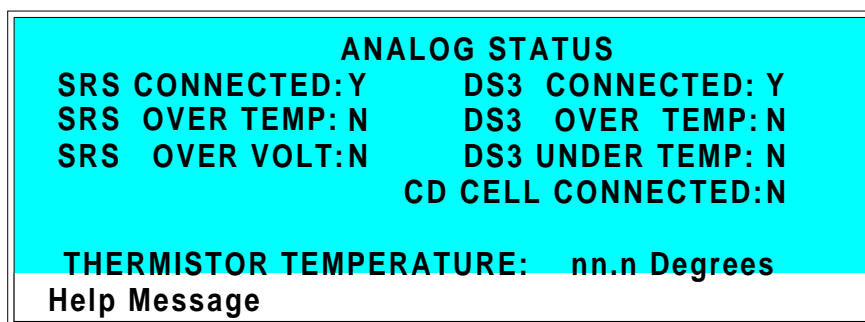 ANALOG STATUS
SRS CONNECTED: Y DS3 CONNECTED: Y
SRS OVER TEMP: N DS3 OVER TEMP: N
SRS OVER VOLT: N DS3 UNDER TEMP: N
CD CELL CONNECTED: N
THERMISTOR TEMPERATURE: nn.n Degrees
Help Message